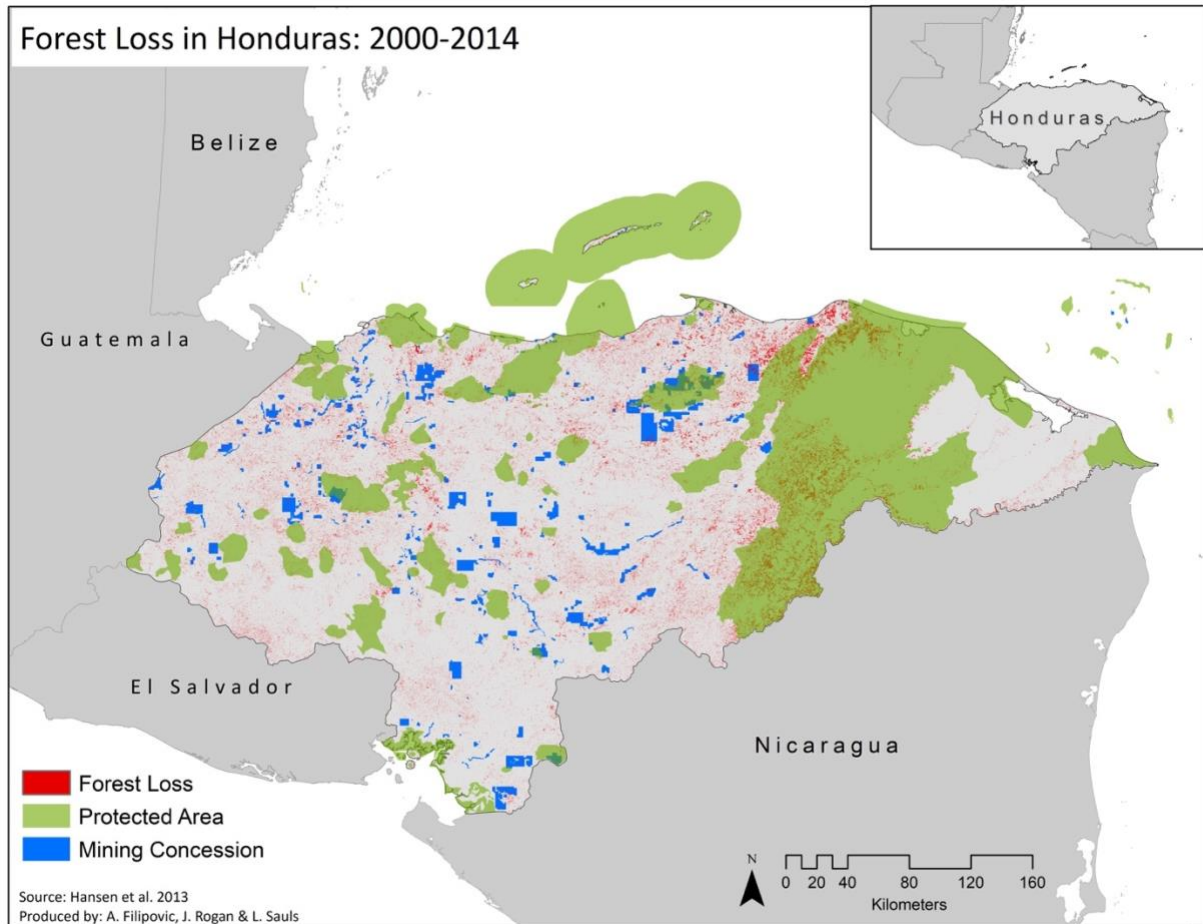 Forest Loss in Honduras: 2000-2014
Honduras
Belize
Guatemala
El Salvador
Nicaragua
Forest Loss
Protected Area
Mining Concession
N
0 20 40 80 120 160
Kilometers
Source: Hansen et al. 2013
Produced by: A. Filipovic, J. Rogan & L. Sauls